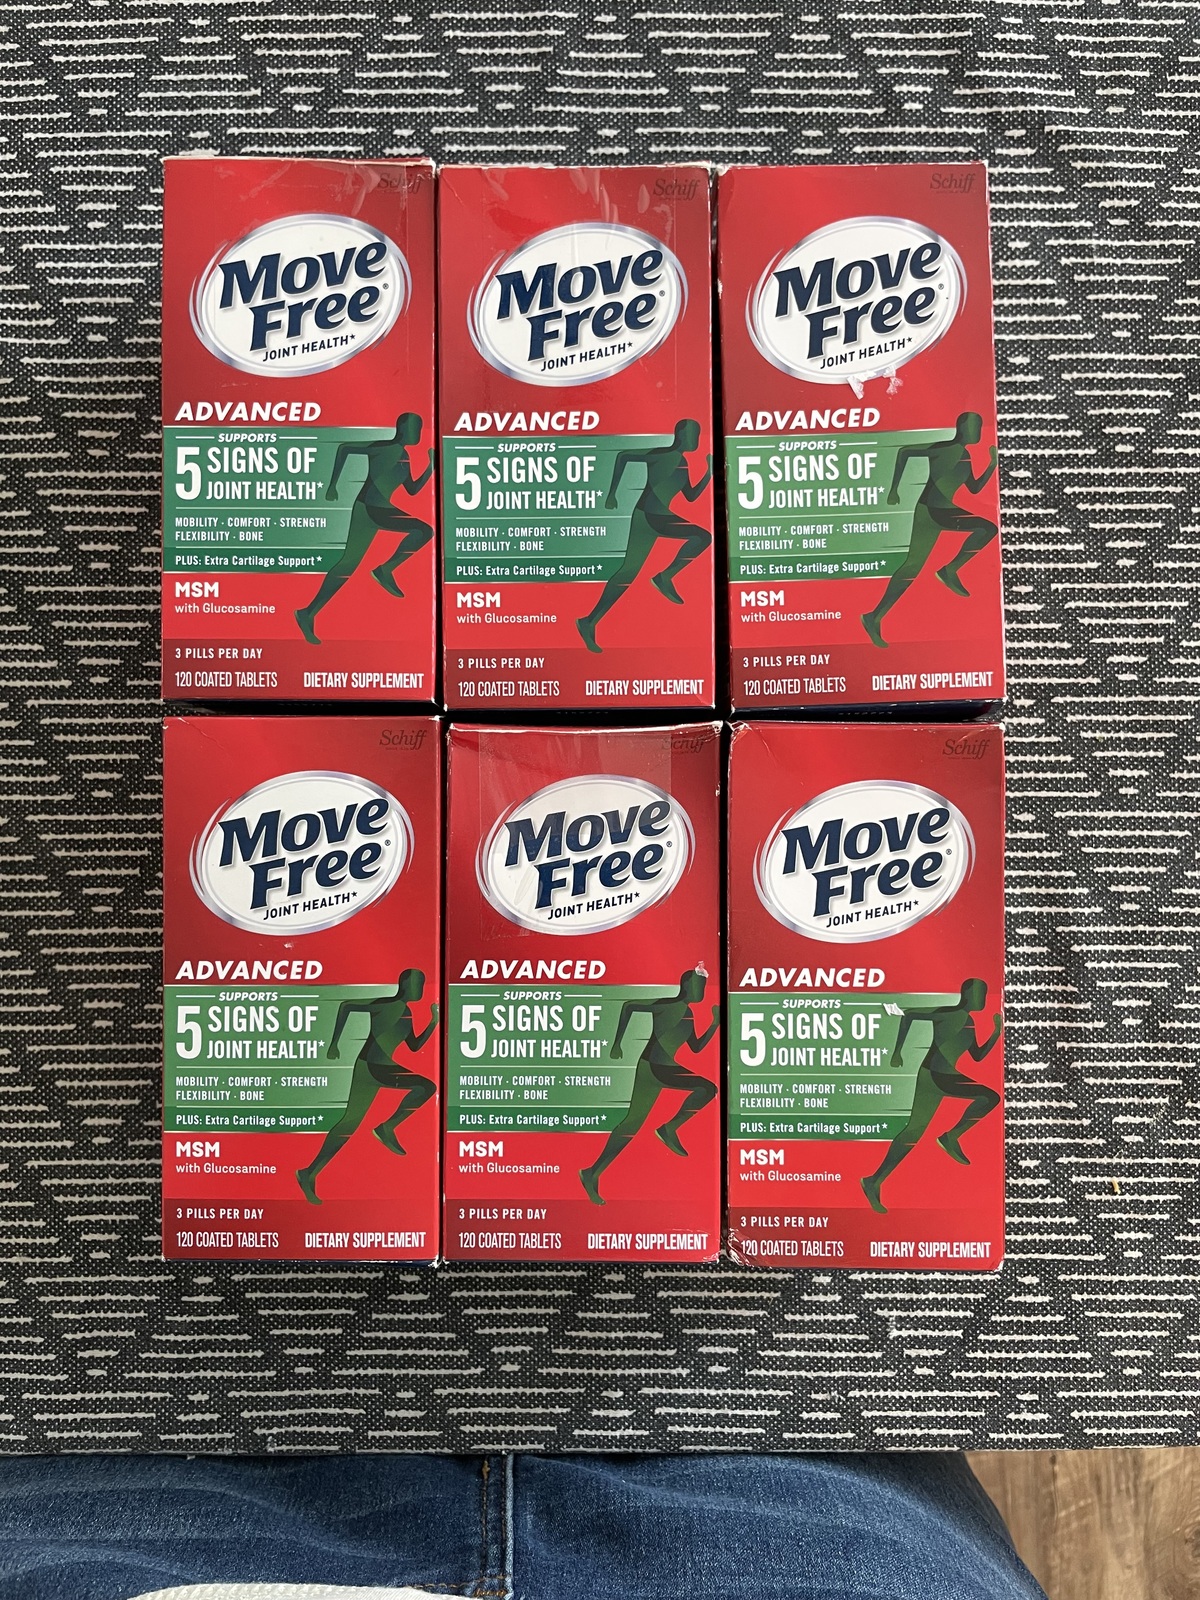 Schiff
Move
Free®
JOINT HEALTH*
ADVANCED
SUPPORTS
5 SIGNS OF
JOINT HEALTH*
MOBILITY · COMFORT · STRENGTH
FLEXIBILITY · BONE
PLUS: Extra Cartilage Support*
MSM
with Glucosamine
3 PILLS PER DAY
120 COATED TABLETS DIETARY SUPPLEMENT
Schiff
Move
Free®
JOINT HEALTH*
ADVANCED
SUPPORTS
5 SIGNS OF
JOINT HEALTH*
MOBILITY · COMFORT · STRENGTH
FLEXIBILITY · BONE
PLUS: Extra Cartilage Support*
MSM
with Glucosamine
3 PILLS PER DAY
120 COATED TABLETS DIETARY SUPPLEMENT
Schiff
Move
Free®
JOINT HEALTH*
ADVANCED
SUPPORTS
5 SIGNS OF
JOINT HEALTH*
MOBILITY · COMFORT · STRENGTH
FLEXIBILITY · BONE
PLUS: Extra Cartilage Support*
MSM
with Glucosamine
3 PILLS PER DAY
120 COATED TABLETS DIETARY SUPPLEMENT
Schiff
Move
Free®
JOINT HEALTH*
ADVANCED
SUPPORTS
5 SIGNS OF
JOINT HEALTH*
MOBILITY · COMFORT · STRENGTH
FLEXIBILITY · BONE
PLUS: Extra Cartilage Support*
MSM
with Glucosamine
3 PILLS PER DAY
120 COATED TABLETS DIETARY SUPPLEMENT
Schiff
Move
Free®
JOINT HEALTH*
ADVANCED
SUPPORTS
5 SIGNS OF
JOINT HEALTH*
MOBILITY · COMFORT · STRENGTH
FLEXIBILITY · BONE
PLUS: Extra Cartilage Support*
MSM
with Glucosamine
3 PILLS PER DAY
120 COATED TABLETS DIETARY SUPPLEMENT
Schiff
Move
Free®
JOINT HEALTH*
ADVANCED
SUPPORTS
5 SIGNS OF
JOINT HEALTH*
MOBILITY · COMFORT · STRENGTH
FLEXIBILITY · BONE
PLUS: Extra Cartilage Support*
MSM
with Glucosamine
3 PILLS PER DAY
120 COATED TABLETS DIETARY SUPPLEMENT